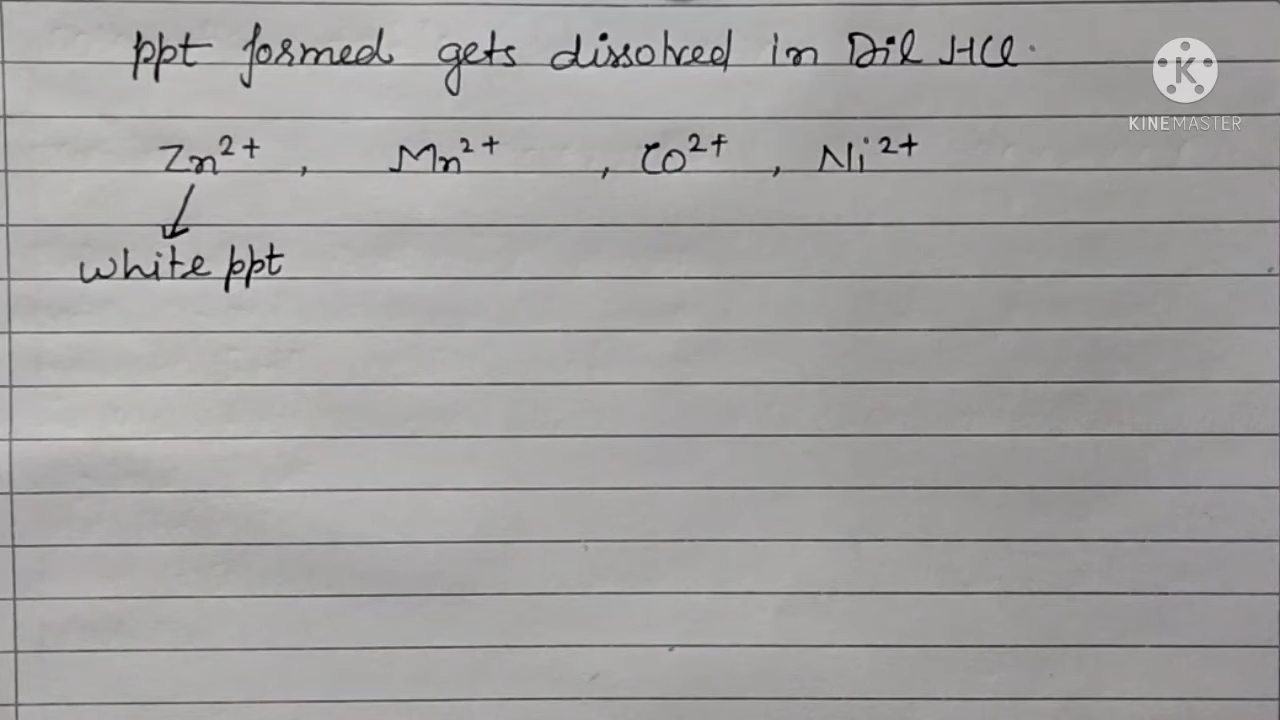 ppt formed gets dissolved in Dil HCl.
Zn²⁺ , Mn²⁺ , Co²⁺ , Ni²⁺
white ppt
KINEMASTER